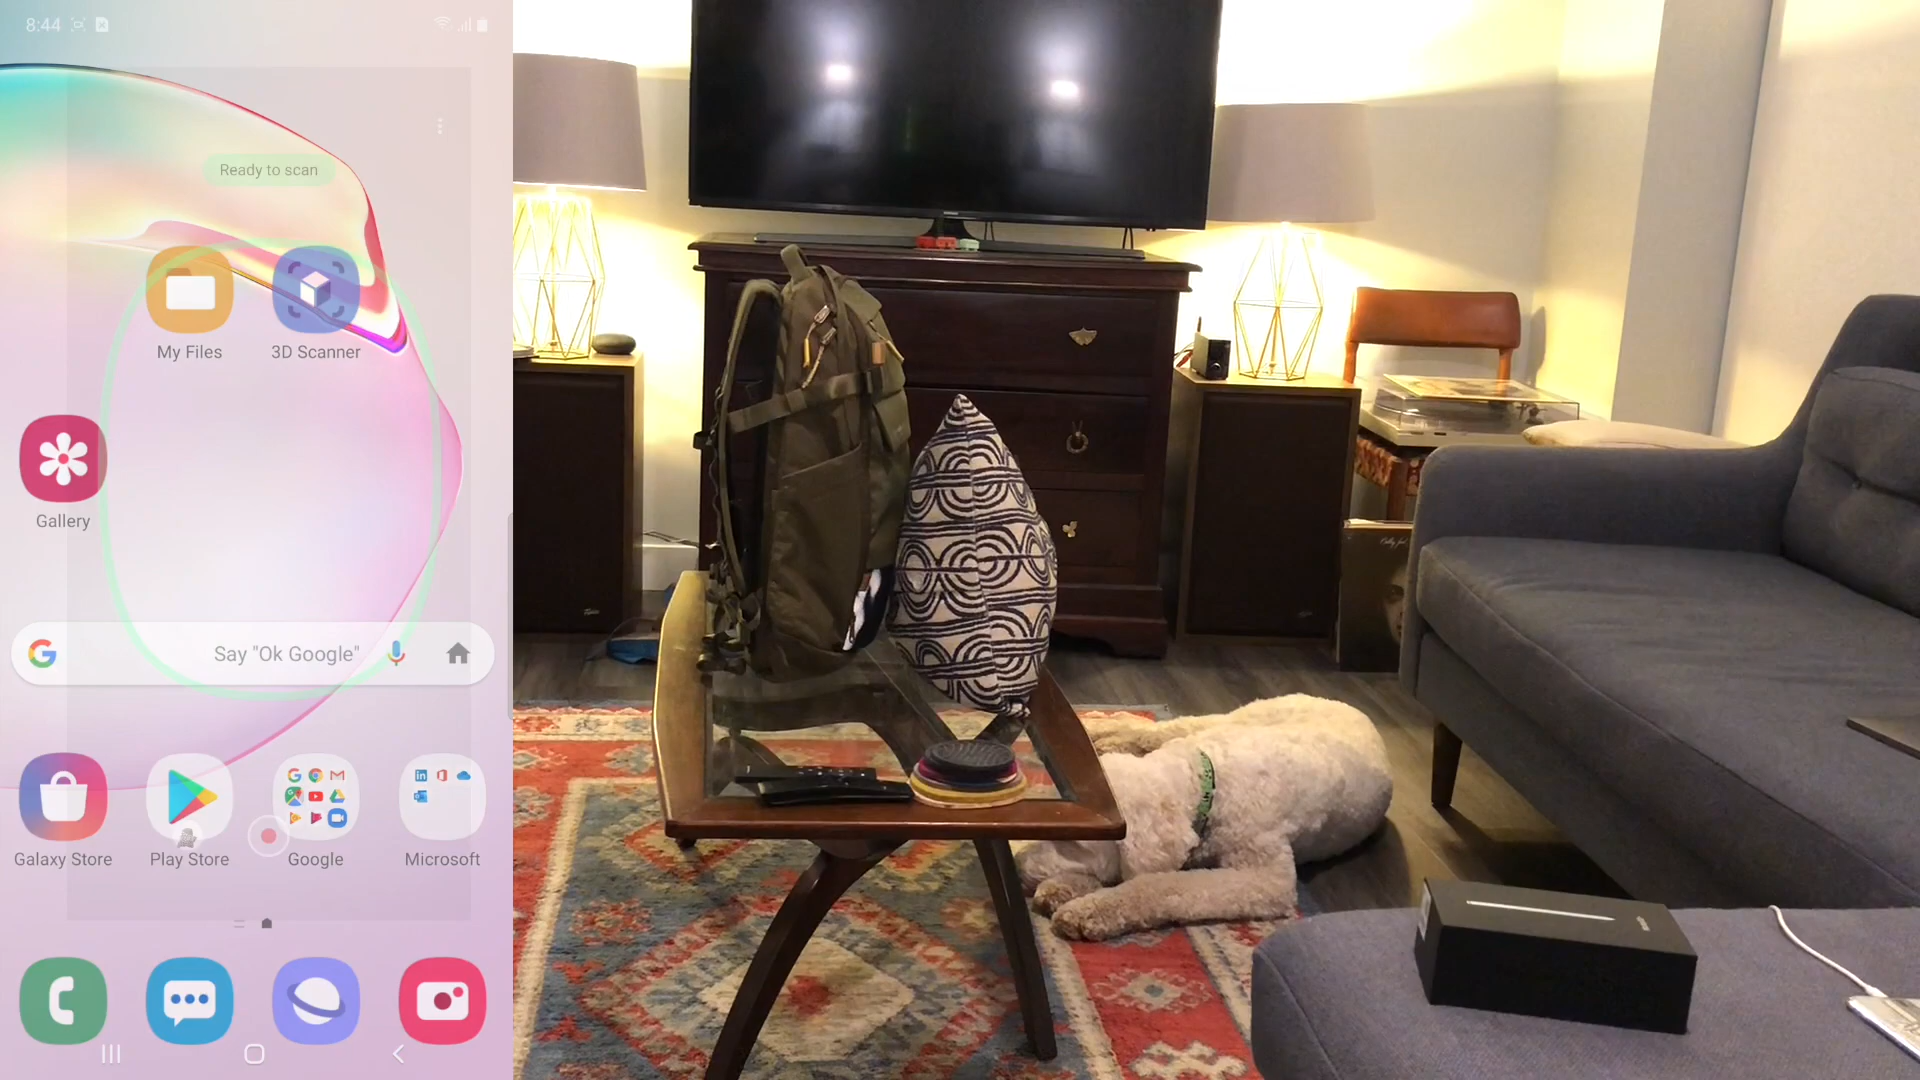 8:44
Ready to scan
My Files
3D Scanner
Gallery
Say "Ok Google"
Galaxy Store
Play Store
Google
Microsoft